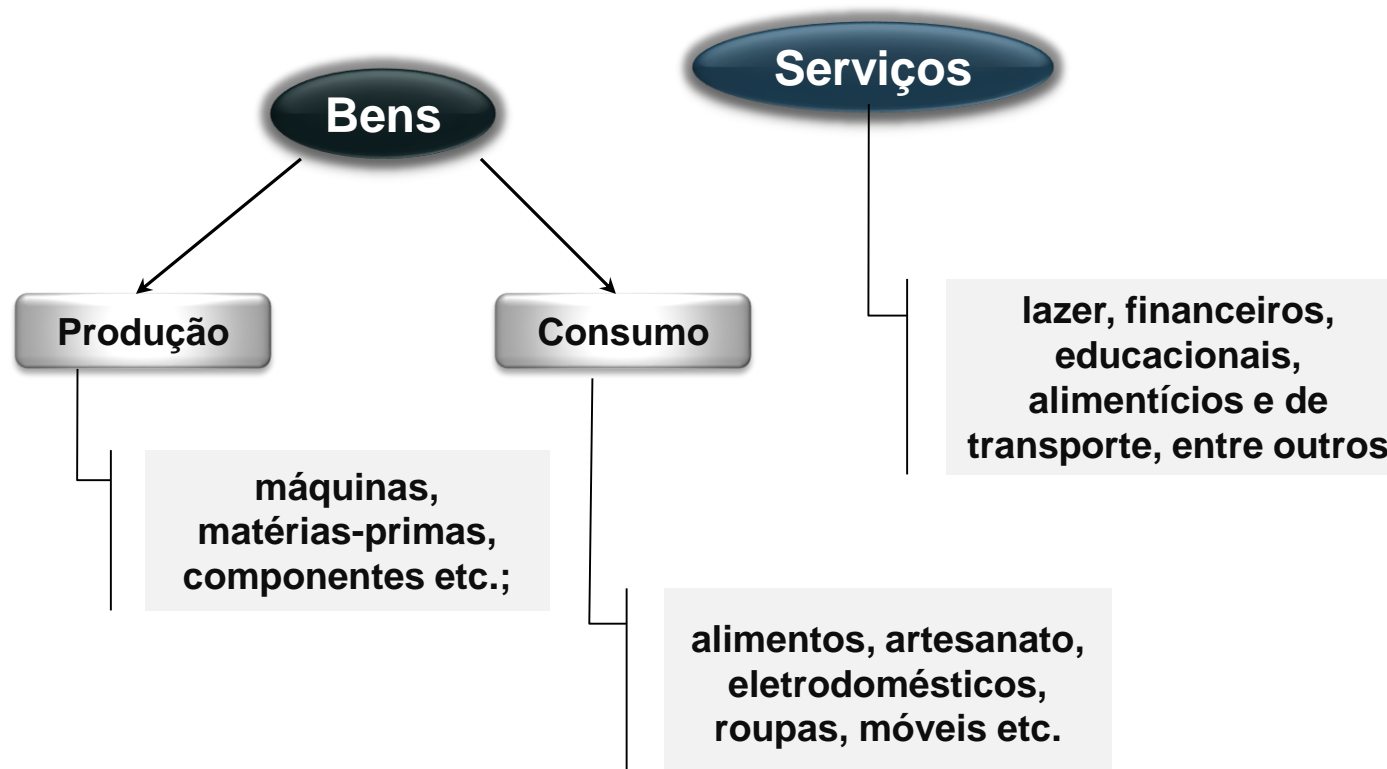 Serviços
Bens
Produção
Consumo
lazer, financeiros,
educacionais,
alimentícios e de
transporte, entre outros
máquinas,
matérias-primas,
componentes etc.;
alimentos, artesanato,
eletrodomésticos,
roupas, móveis etc.